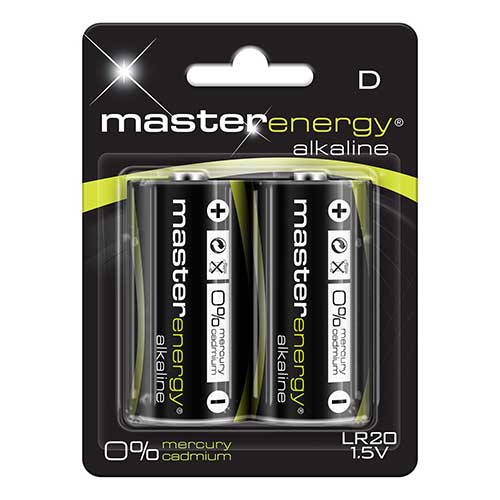 D
masterenergy®
alkaline
masterenergy®
alkaline
+
0% mercury
cadmium
-
masterenergy®
alkaline
+
0% mercury
cadmium
-
0% mercury
cadmium
LR20
1.5V